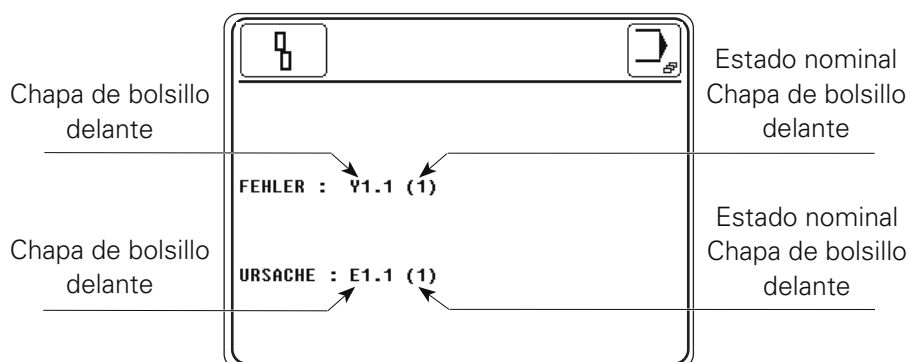 Chapa de bolsillo
delante
Estado nominal
Chapa de bolsillo
delante
FEHLER : Y1.1 (1)
Chapa de bolsillo
delante
Estado nominal
Chapa de bolsillo
delante
URSACHE : E1.1 (1)